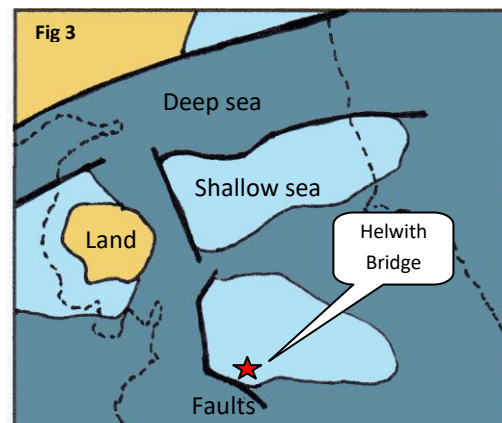 Fig 3
Deep sea
Shallow sea
Land
Helwith
Bridge
Faults